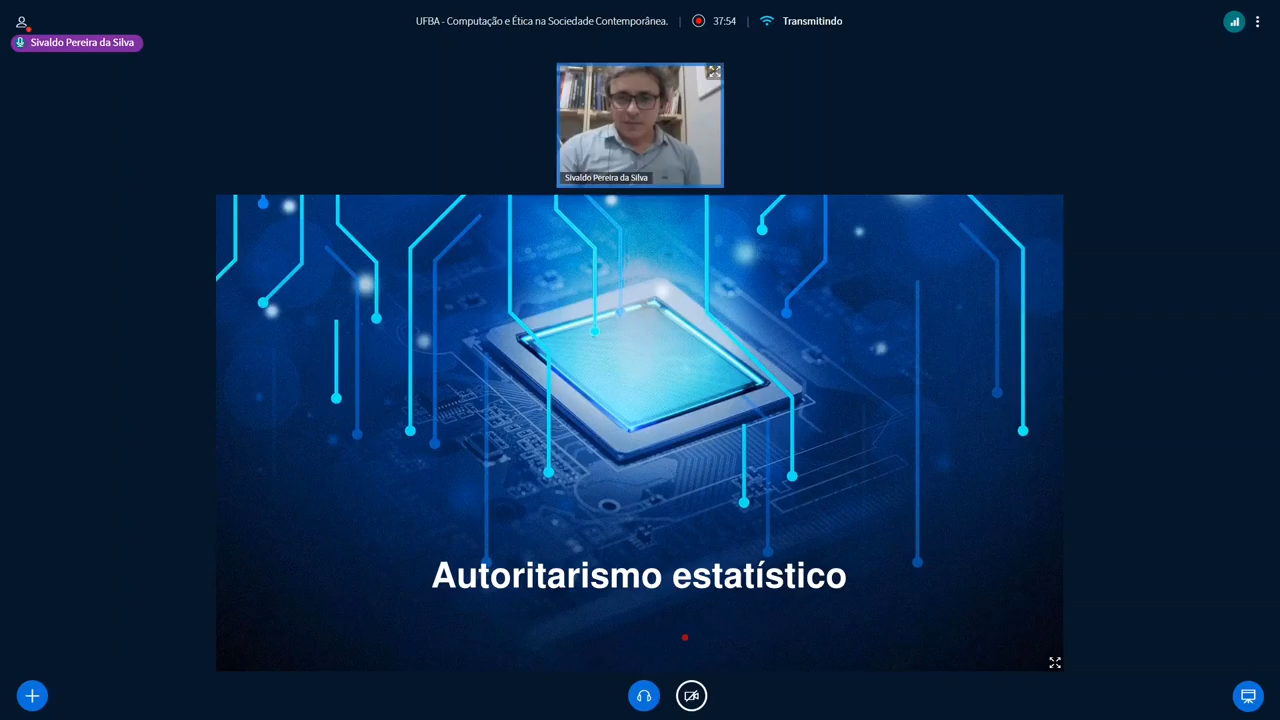 UFBA - Computação e Ética na Sociedade Contemporânea.
37:54
Transmitindo
Sivaldo Pereira da Silva
Sivaldo Pereira da Silva
Autoritarismo estatístico